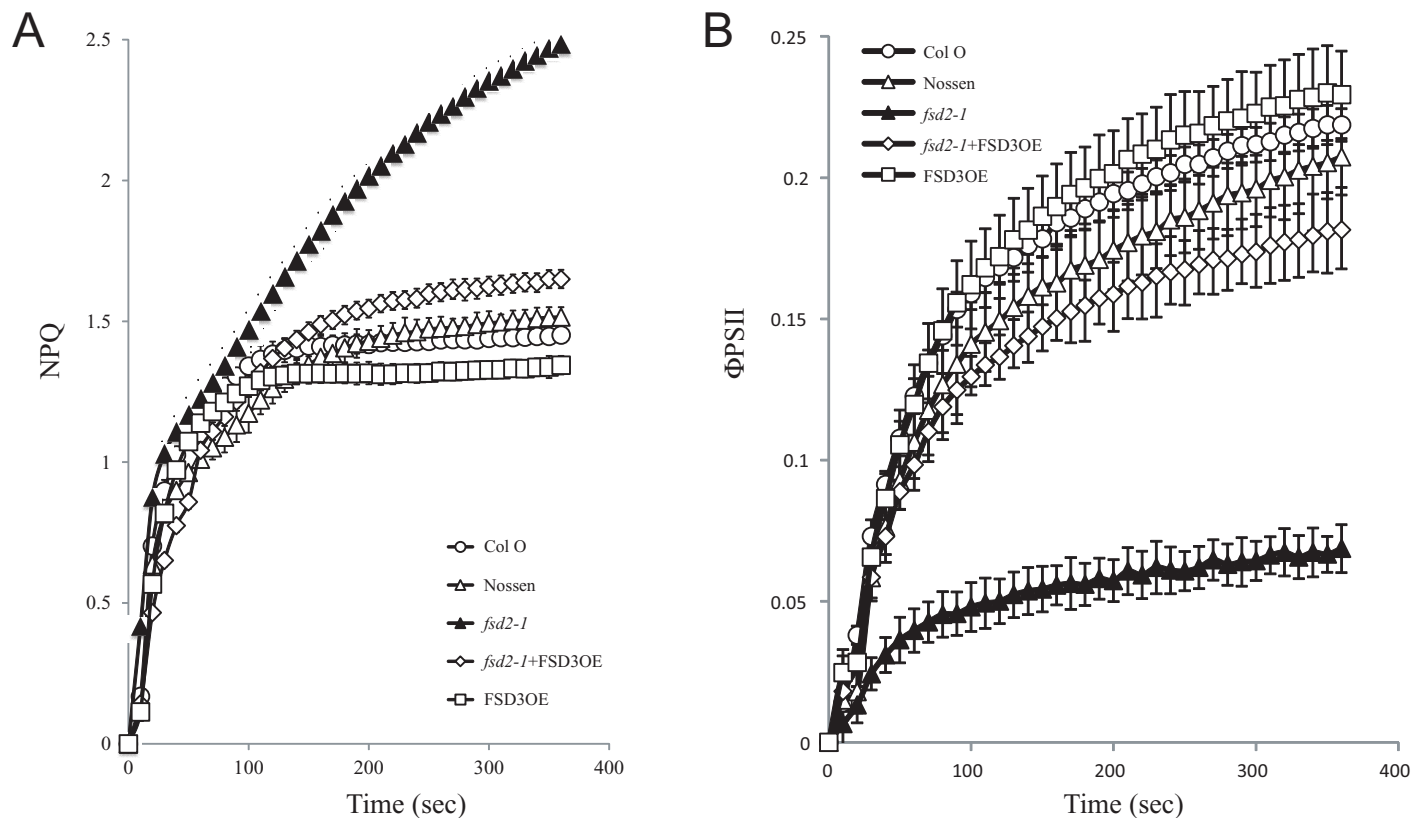 A
NPQ
2.5
2
1.5
1
0.5
0
0
100
200
300
400
Time (sec)
Col O
Nossen
fsd2-1
fsd2-1+FSD3OE
FSD3OE
B
ΦPSII
0.25
0.2
0.15
0.1
0.05
0
0
100
200
300
400
Time (sec)
Col O
Nossen
fsd2-1
fsd2-1+FSD3OE
FSD3OE